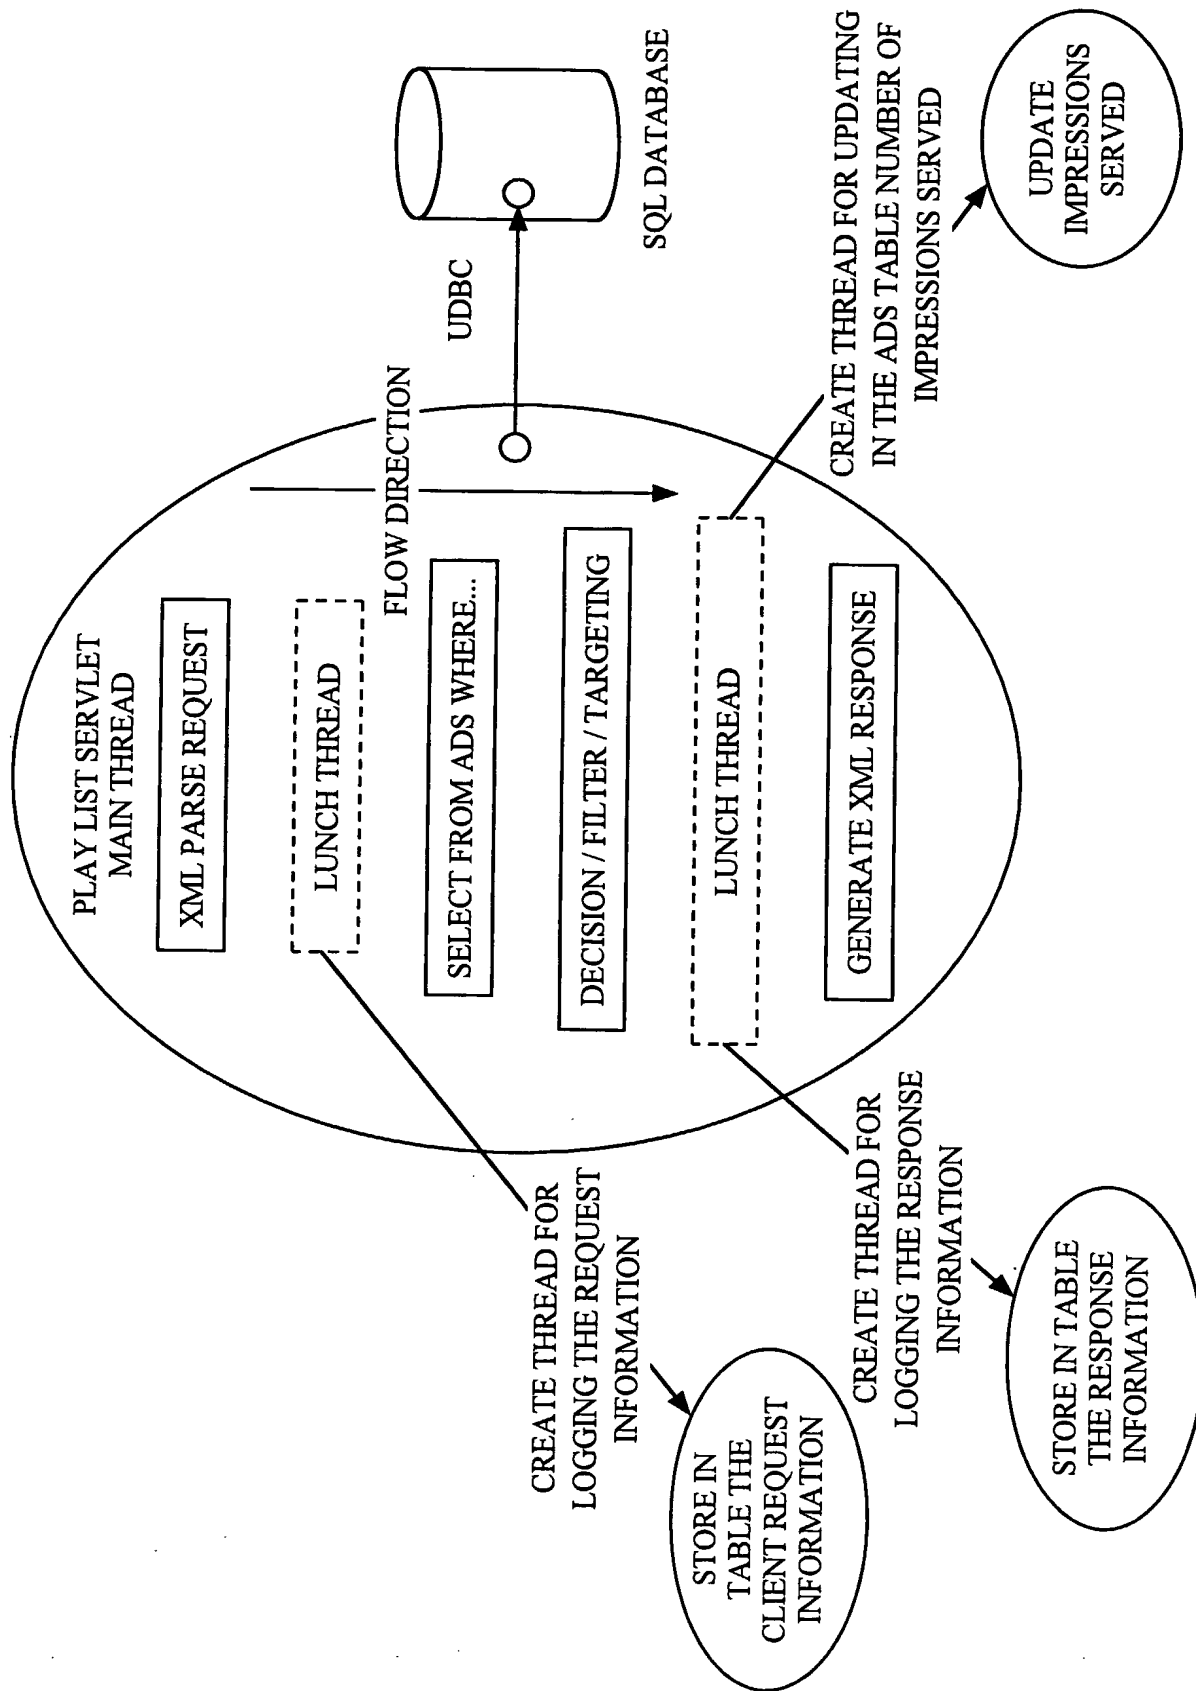 PLAY LIST SERVLET
MAIN THREAD
XML PARSE REQUEST
LUNCH THREAD
FLOW DIRECTION
SELECT FROM ADS WHERE...
DECISION / FILTER / TARGETING
LUNCH THREAD
GENERATE XML RESPONSE
UDBC
SQL DATABASE
CREATE THREAD FOR
LOGGING THE REQUEST
INFORMATION
STORE IN
TABLE THE
CLIENT REQUEST
INFORMATION
CREATE THREAD FOR
LOGGING THE RESPONSE
INFORMATION
STORE IN TABLE
THE RESPONSE
INFORMATION
CREATE THREAD FOR UPDATING
IN THE ADS TABLE NUMBER OF
IMPRESSIONS SERVED
UPDATE
IMPRESSIONS
SERVED